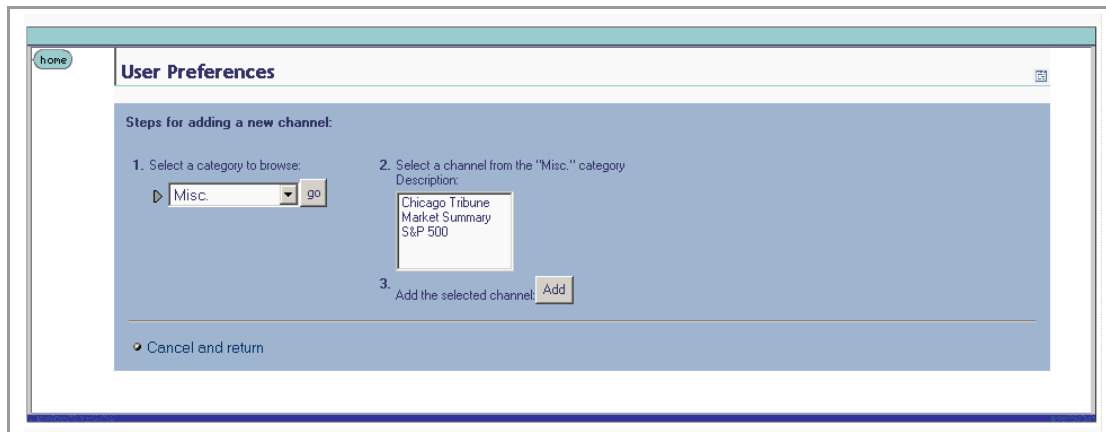 home
User Preferences
Steps for adding a new channel:
1. Select a category to browse:
Misc.
go
2. Select a channel from the "Misc." category
Description:
Chicago Tribune
Market Summary
S&P 500
3. Add the selected channel:
Add
Cancel and return